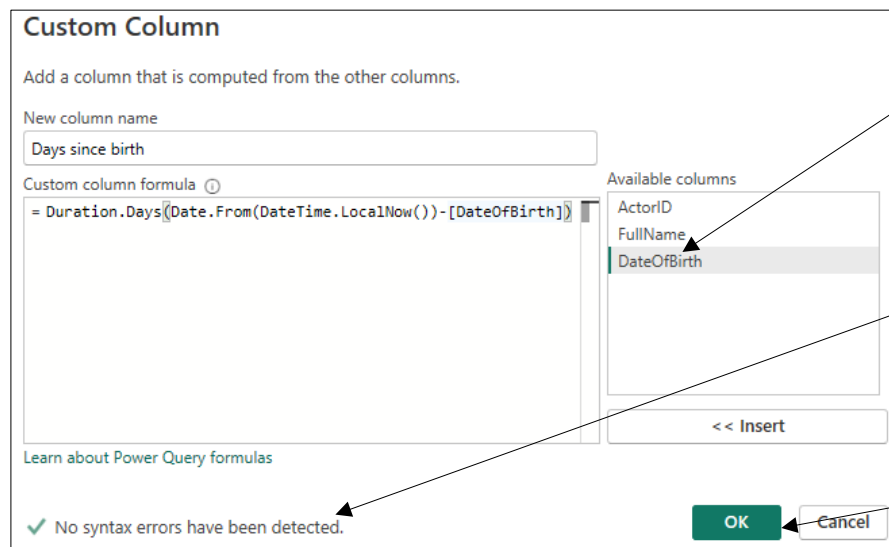 Custom Column
Add a column that is computed from the other columns.
New column name
Days since birth
Custom column formula
Available columns
= Duration.Days(Date.From(DateTime.LocalNow())-[DateOfBirth])
ActorID
FullName
DateOfBirth
<< Insert
Learn about Power Query formulas
No syntax errors have been detected.
OK
Cancel